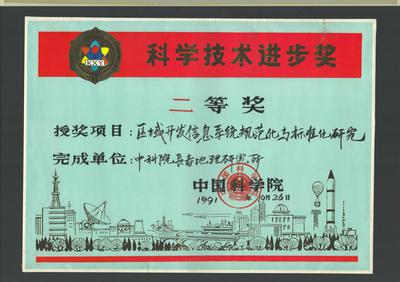 KXY
科学技术进步奖
二等奖
授奖项目:区域开发信息系统规范化与标准化研究
完成单位:中科院长春地理研究所
中国科学院
1991年10月26日